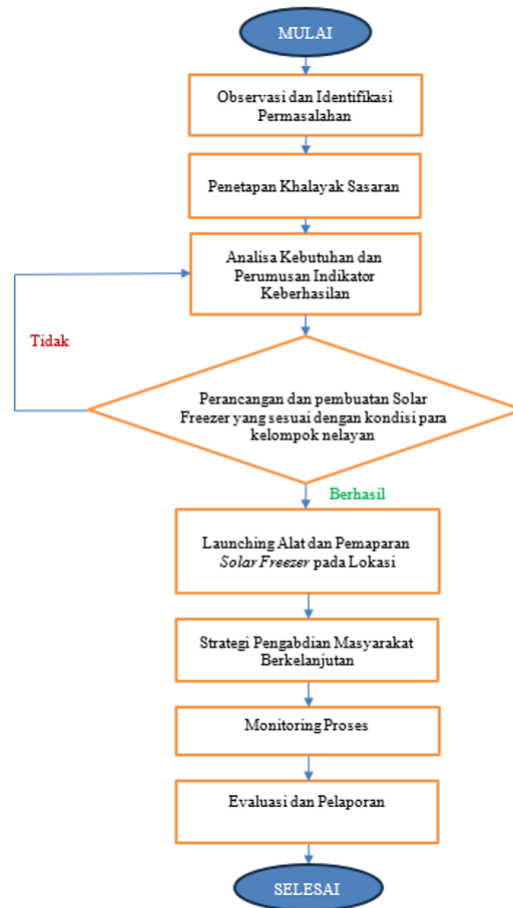 MULAI
Observasi dan Identifikasi
Permasalahan
Penetapan Khalayak Sasaran
Analisa Kebutuhan dan
Perumusan Indikator
Keberhasilan
Tidak
Perancangan dan pembuatan Solar
Freezer yang sesuai dengan kondisi para
kelompok nelayan
Berhasil
Launching Alat dan Pemaparan
Solar Freezer pada Lokasi
Strategi Pengabdian Masyarakat
Berkelanjutan
Monitoring Proses
Evaluasi dan Pelaporan
SELESAI